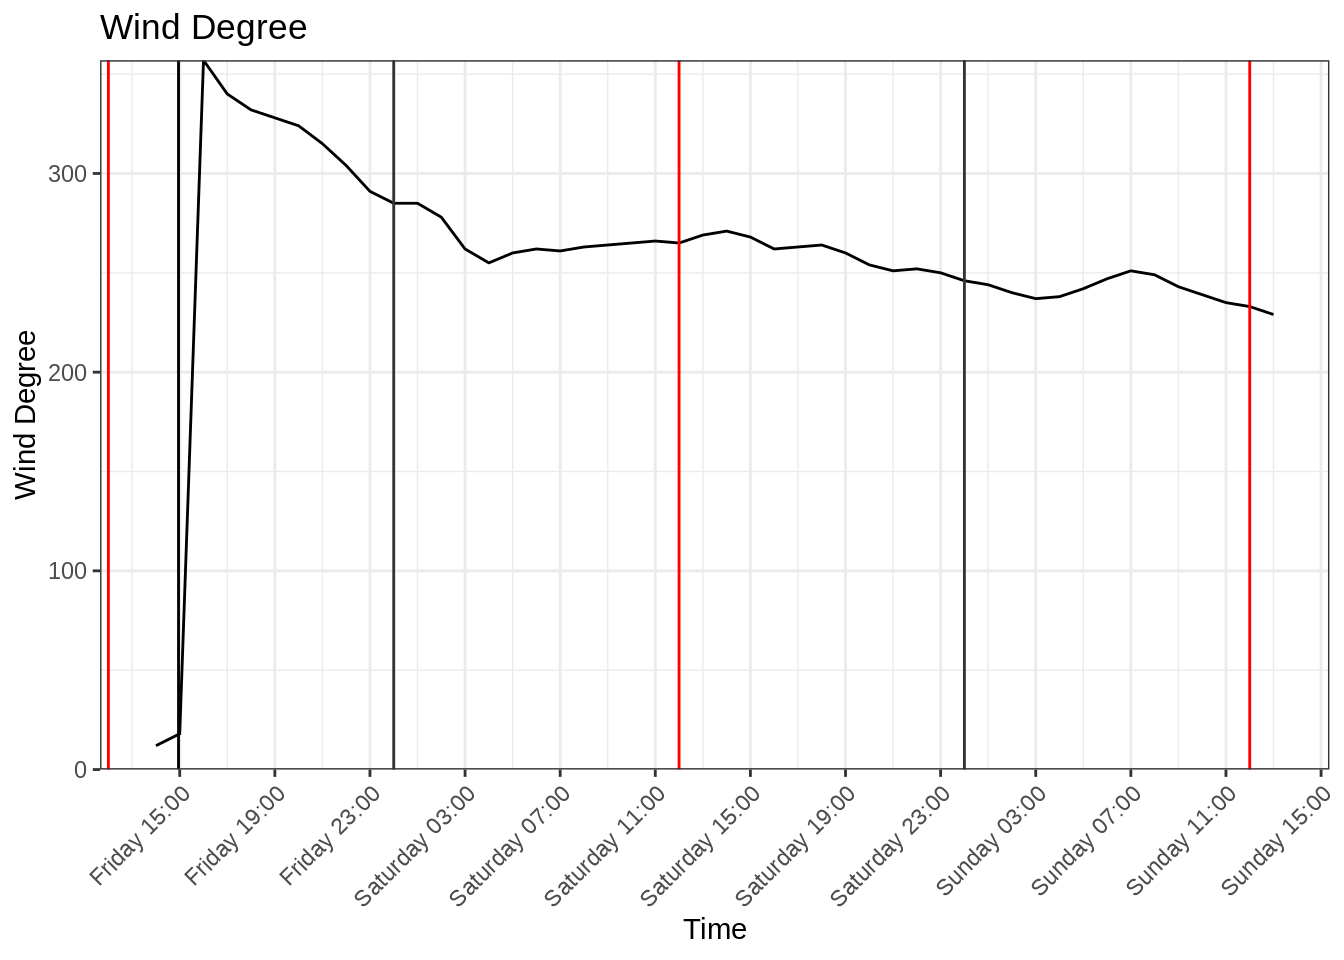 Wind Degree
Wind Degree
300
200
100
0
Friday 15:00
Friday 19:00
Friday 23:00
Saturday 03:00
Saturday 07:00
Saturday 11:00
Saturday 15:00
Saturday 19:00
Saturday 23:00
Sunday 03:00
Sunday 07:00
Sunday 11:00
Sunday 15:00
Time